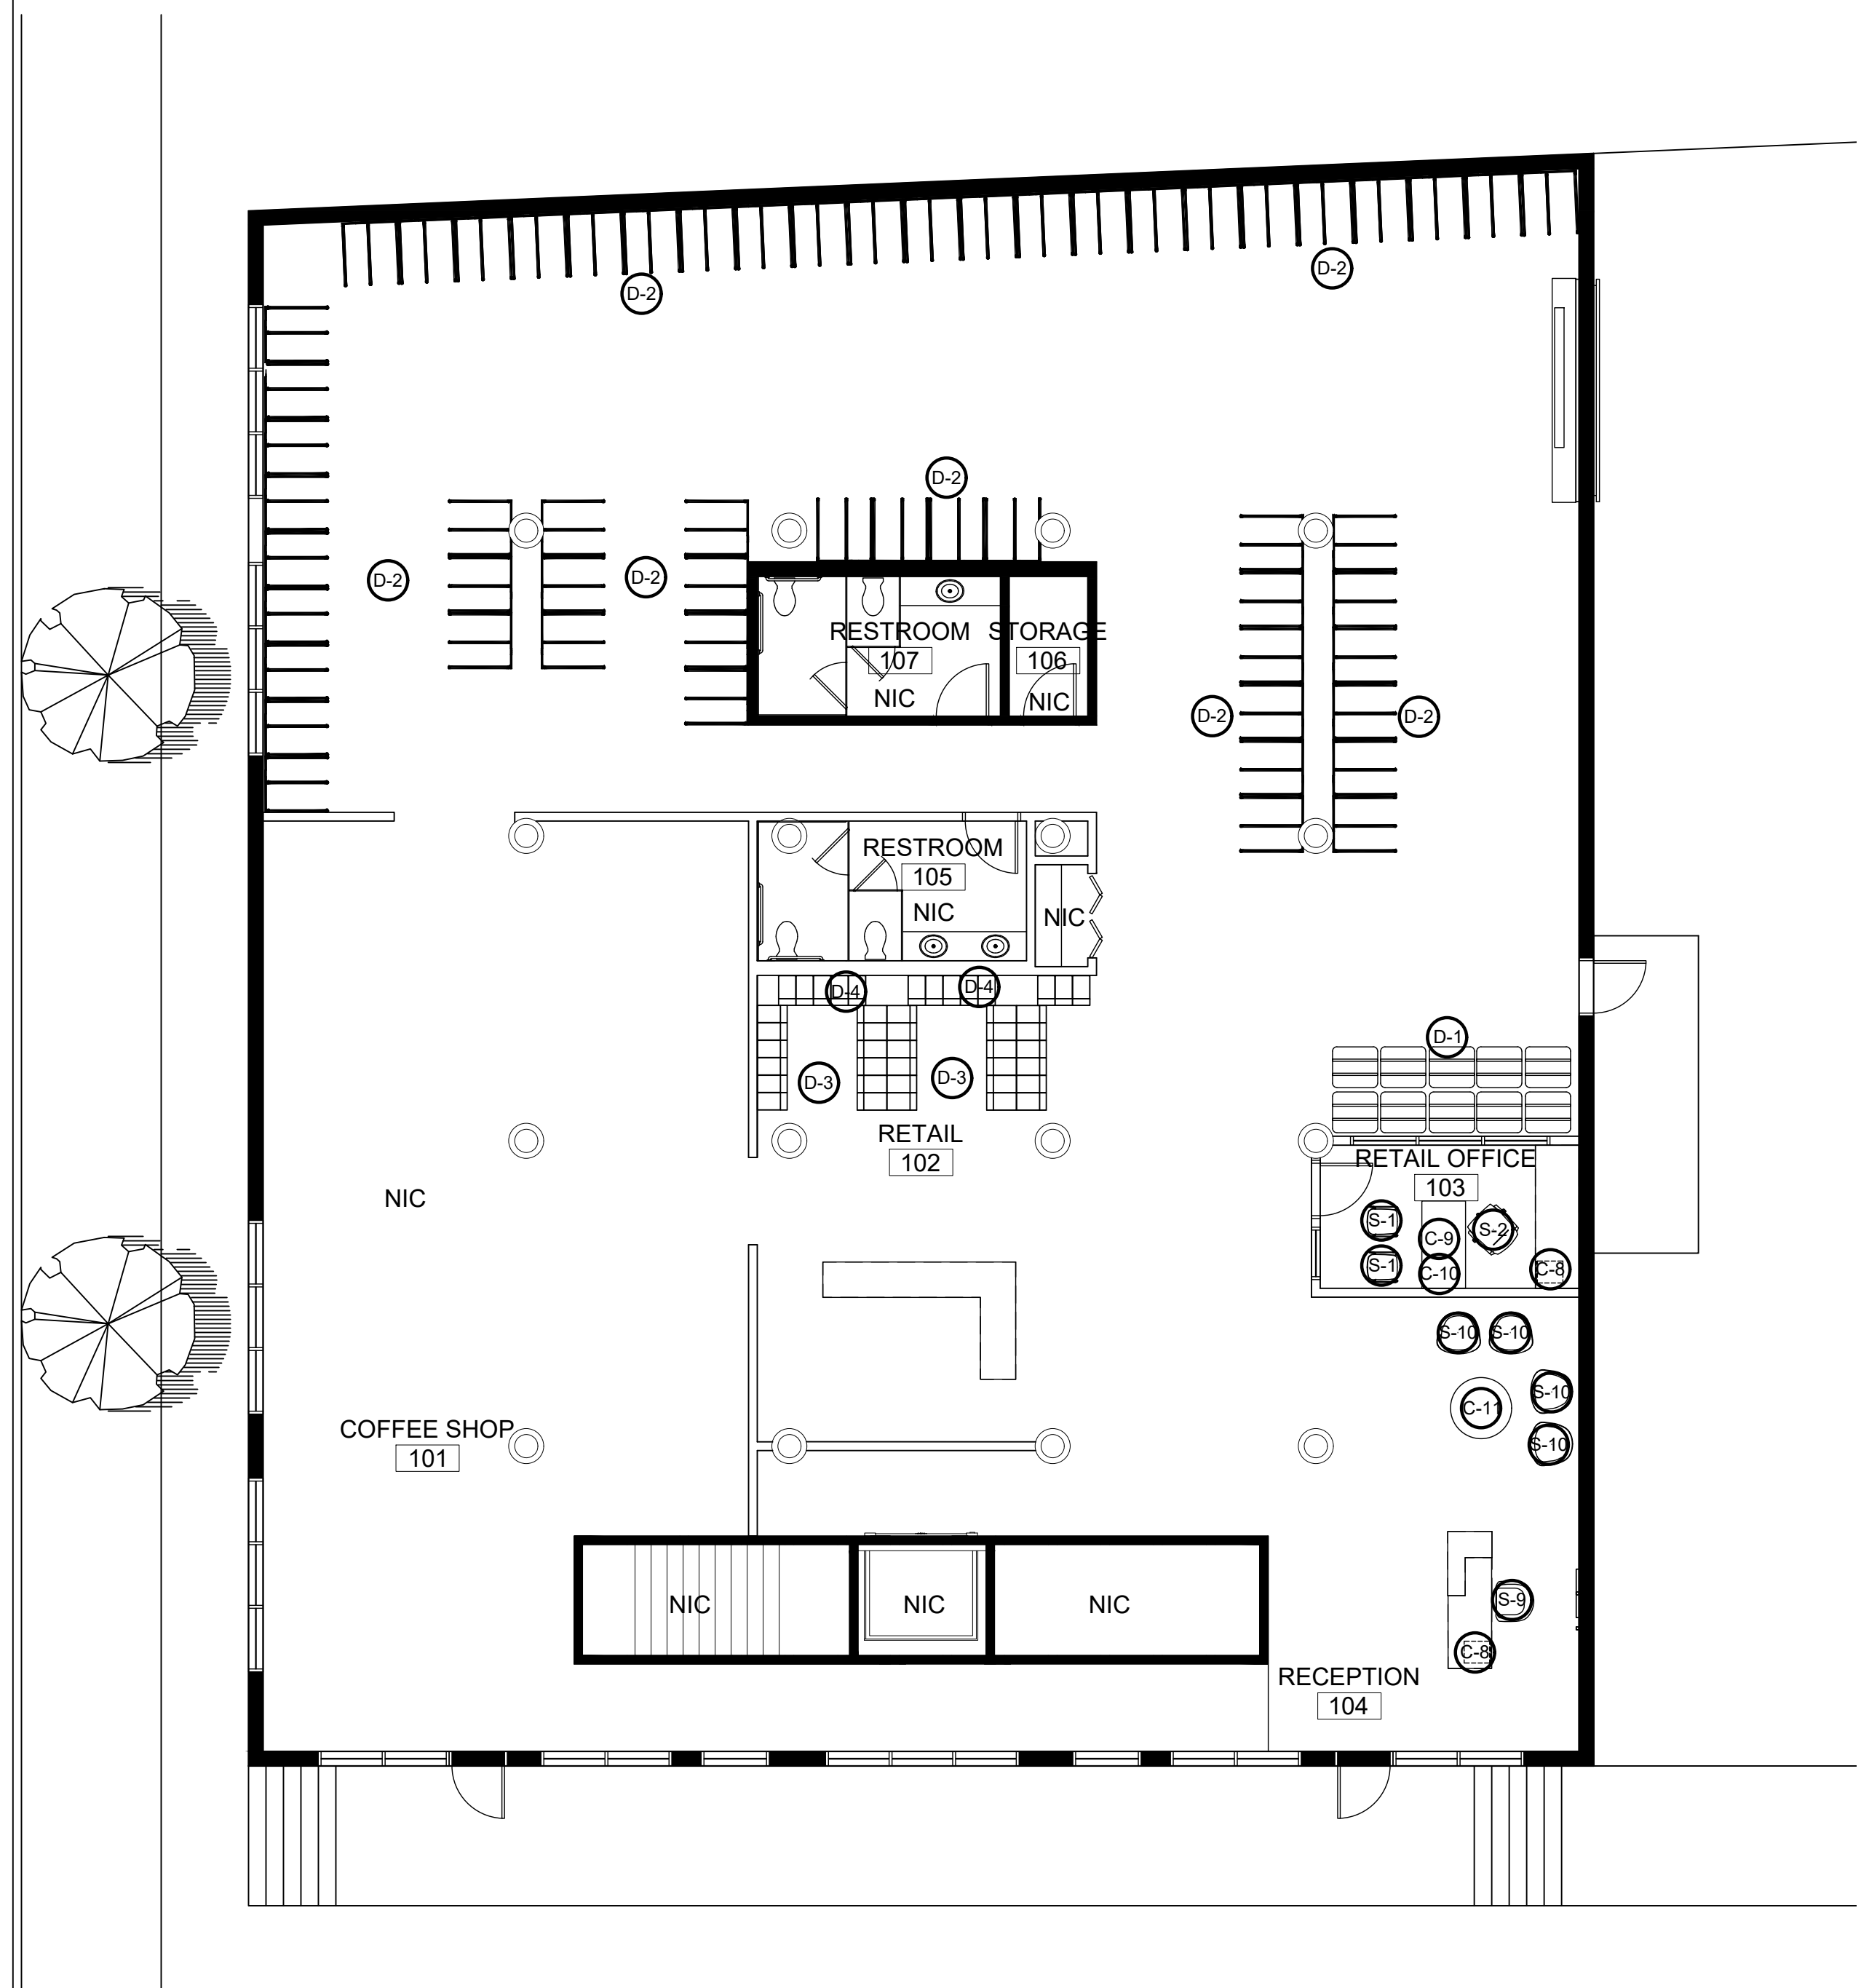 D-2
D-2
D-2
D-2
D-2
RESTROOM
107
NIC
STORAGE
106
NIC
D-2
D-2
RESTROOM
105
NIC
NIC
D-4
D-4
D-3
D-3
D-1
RETAIL
102
RETAIL OFFICE
103
NIC
S-1
S-1
C-9
C-10
S-2
C-8
S-10
S-10
S-10
C-11
S-10
COFFEE SHOP
101
NIC
NIC
NIC
S-9
C-8
RECEPTION
104